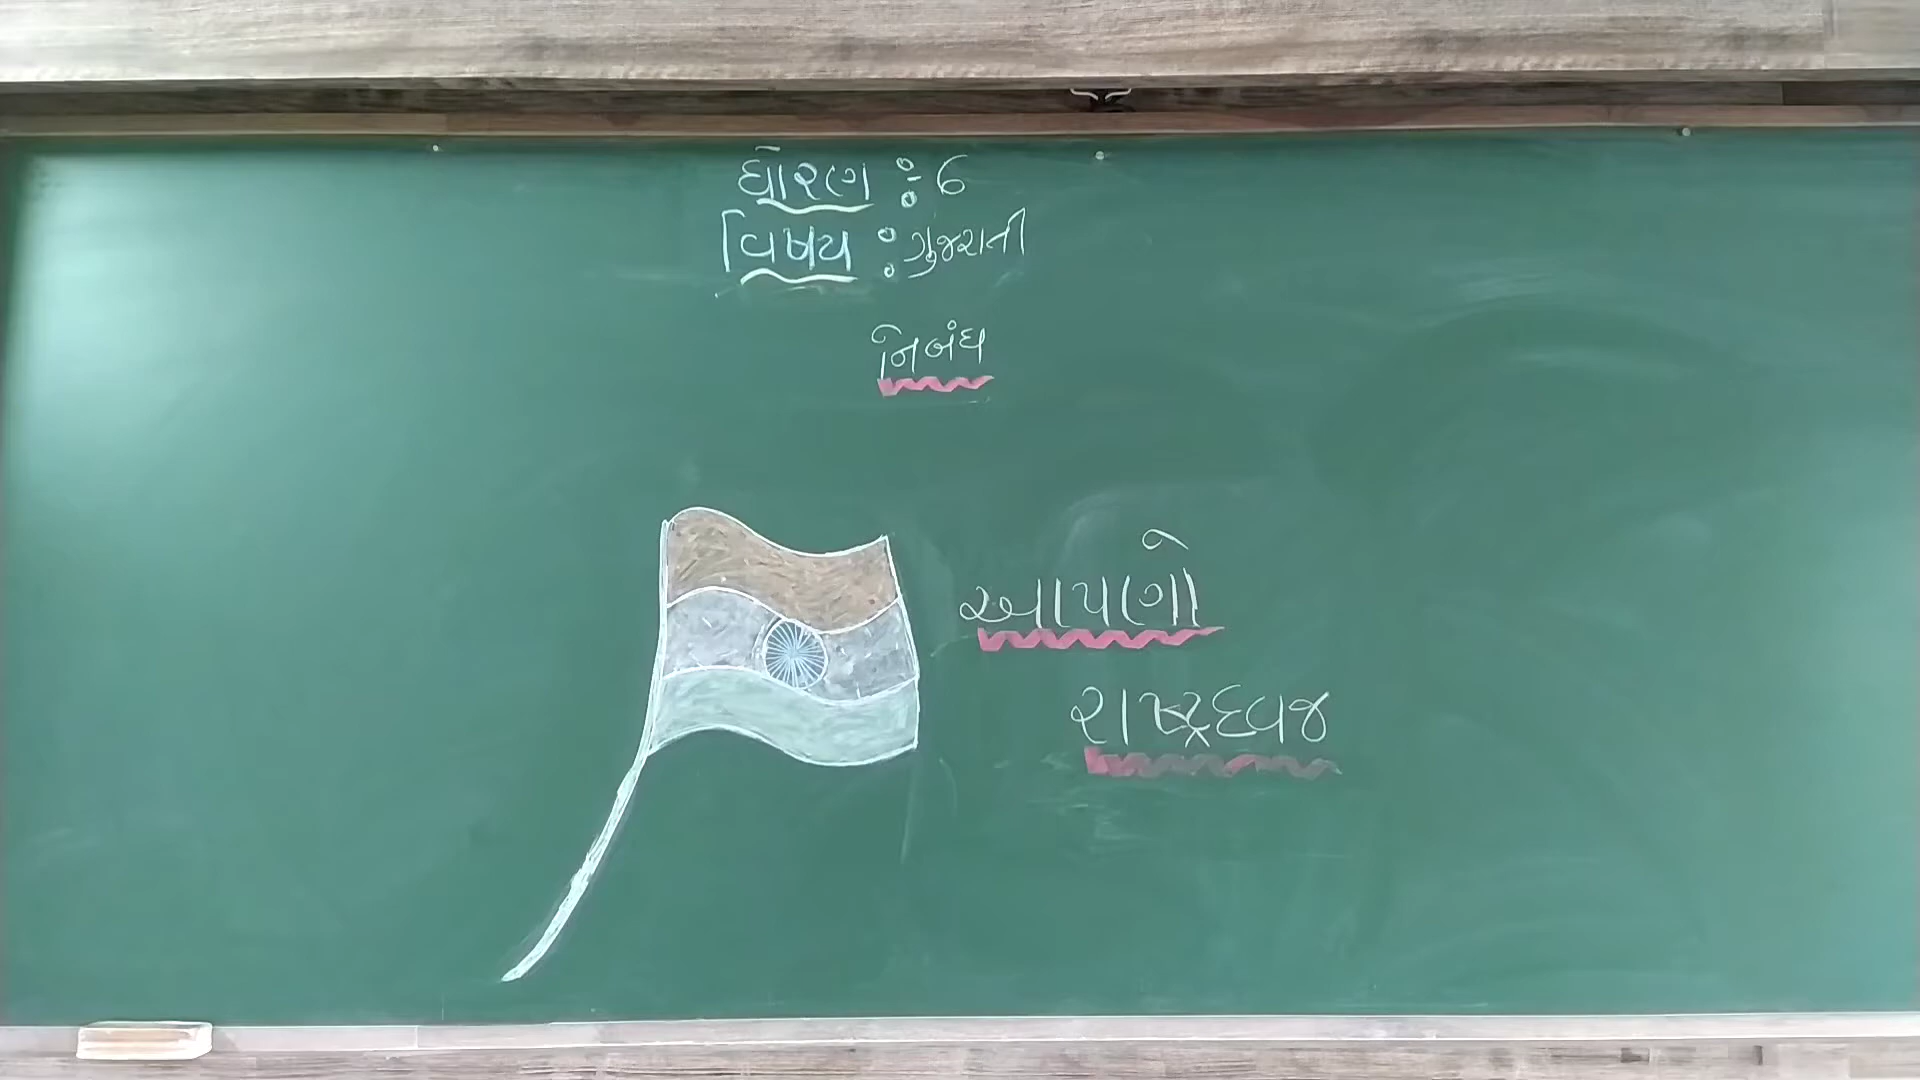 ધોરણ : 6
વિષય : ગુજરાતી
નિબંધ
આપણો
રાષ્ટ્રધ્વજ